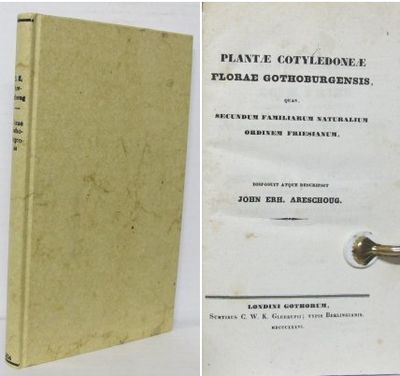 PLANTÆ COTYLEDONEÆ
FLORAE GOTHOBURGENSIS,
QUAS
SECUNDUM FAMILIARUM NATURALIUM
ORDINEM FRIESIANUM,
DISPOSUIT ATQUE DESCRIPSIT
JOHN ERH. ARESCHOUG.
LONDINI GOTHORUM,
SUMTIBUS C. W. K. GLEERUPII; TYPIS BERLINGIANIS.
MDCCCXXXVI.